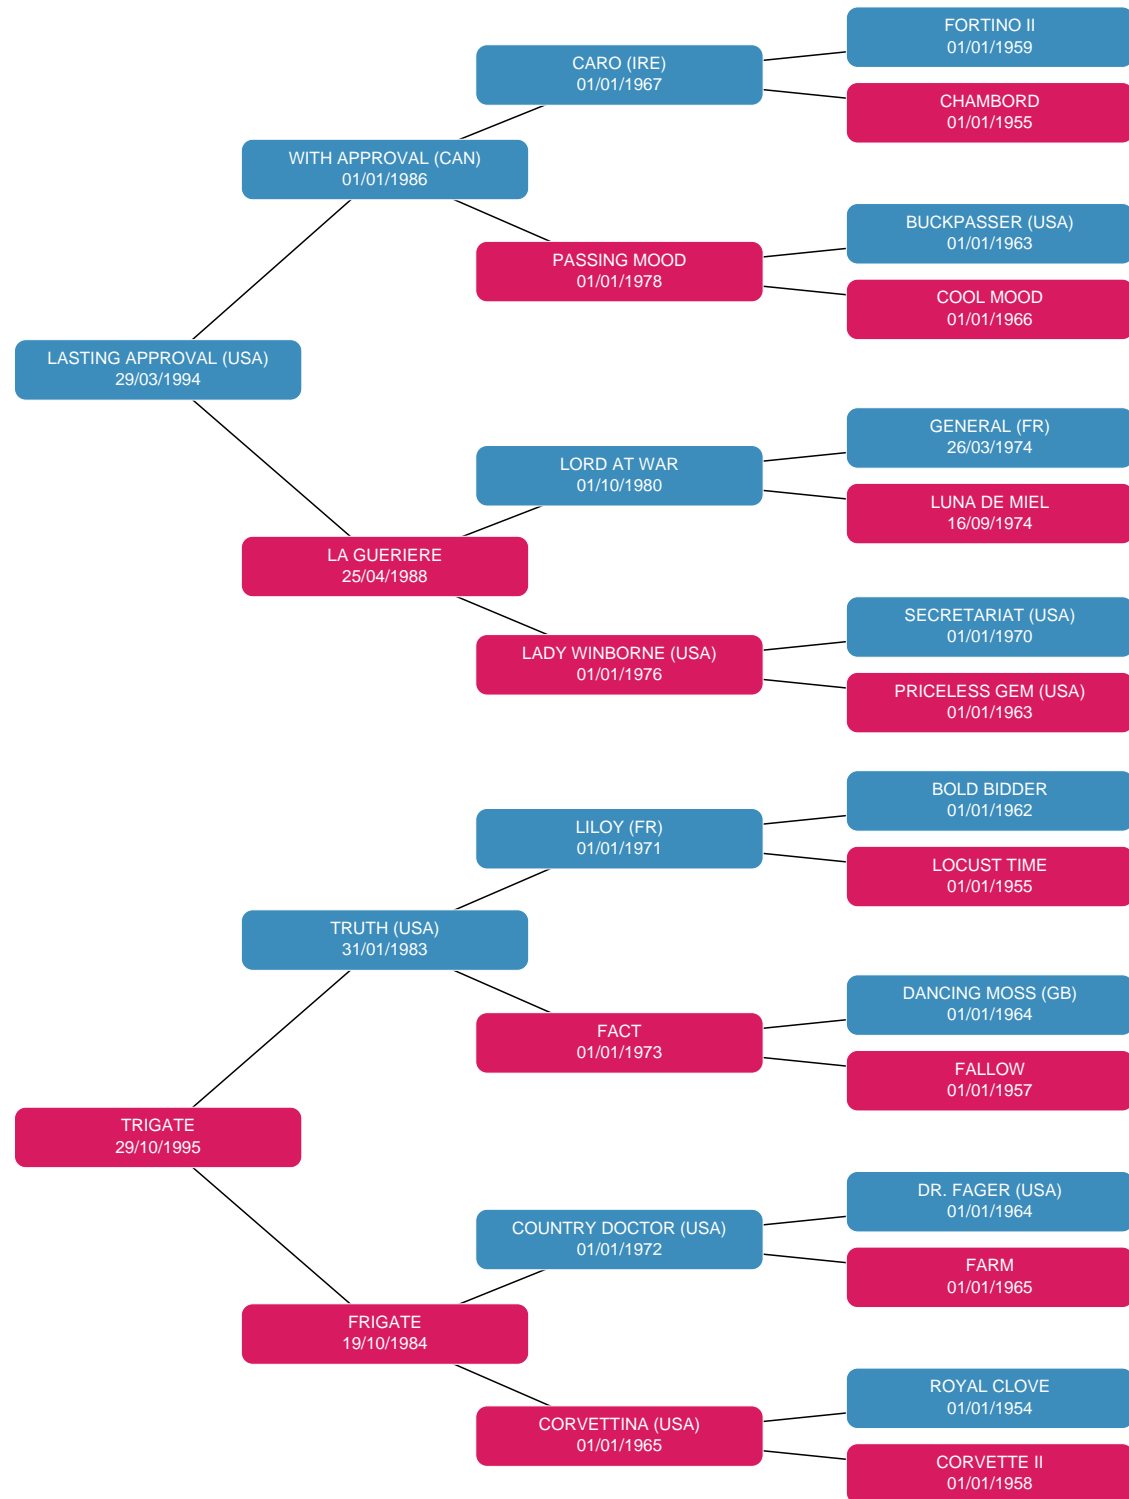 FORTINO II
01/01/1959
CARO (IRE)
01/01/1967
CHAMBORD
01/01/1955
WITH APPROVAL (CAN)
01/01/1986
BUCKPASSER (USA)
01/01/1963
PASSING MOOD
01/01/1978
COOL MOOD
01/01/1966
LASTING APPROVAL (USA)
29/03/1994
GENERAL (FR)
26/03/1974
LORD AT WAR
01/10/1980
LUNA DE MIEL
16/09/1974
LA GUERIERE
25/04/1988
SECRETARIAT (USA)
01/01/1970
LADY WINBORNE (USA)
01/01/1976
PRICELESS GEM (USA)
01/01/1963
BOLD BIDDER
01/01/1962
LILOY (FR)
01/01/1971
LOCUST TIME
01/01/1955
TRUTH (USA)
31/01/1983
DANCING MOSS (GB)
01/01/1964
FACT
01/01/1973
FALLOW
01/01/1957
TRIGATE
29/10/1995
DR. FAGER (USA)
01/01/1964
COUNTRY DOCTOR (USA)
01/01/1972
FARM
01/01/1965
FRIGATE
19/10/1984
ROYAL CLOVE
01/01/1954
CORVETTINA (USA)
01/01/1965
CORVETTE II
01/01/1958